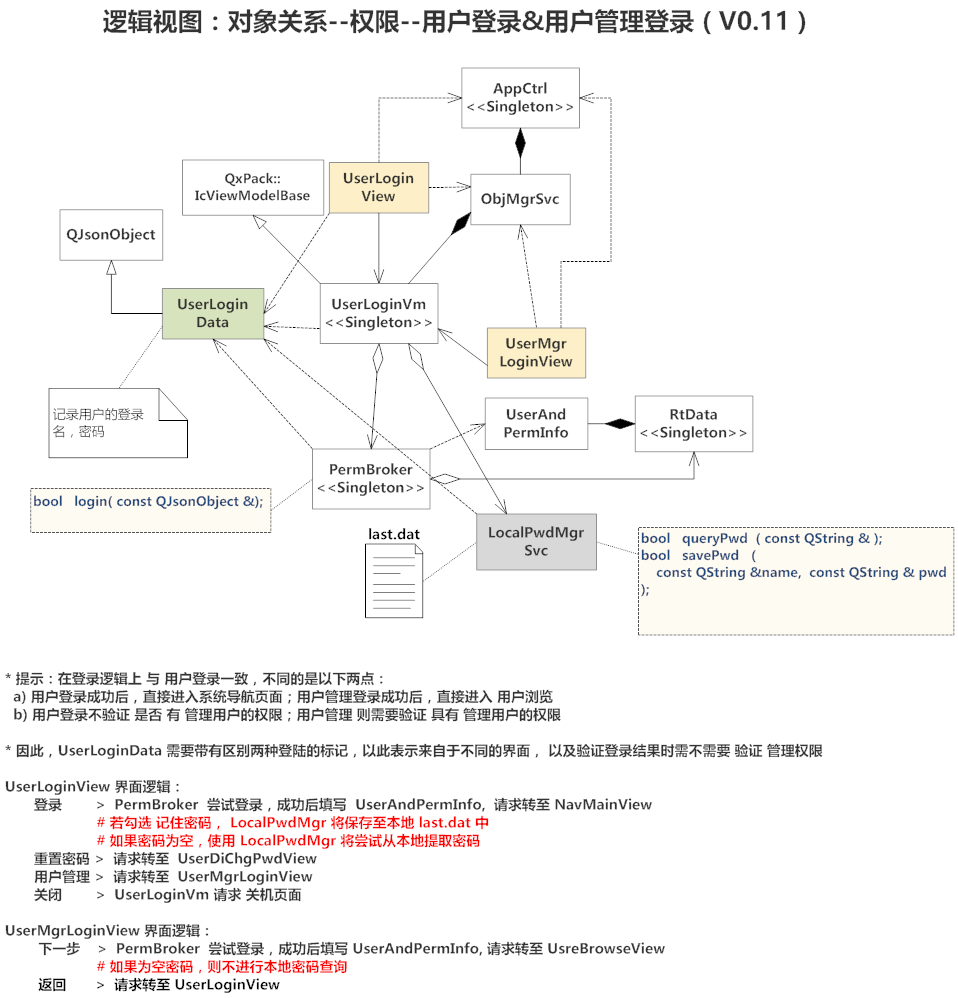 逻辑视图：对象关系--权限--用户登录&用户管理登录（V0.11）
AppCtrl
<<Singleton>>
QxPack::
IcViewModelBase
UserLogin
View
ObjMgrSvc
QJsonObject
UserLogin
Data
UserLoginVm
<<Singleton>>
UserMgr
LoginView
记录用户的登录
名，密码
UserAnd
PermInfo
RtData
<<Singleton>>
PermBroker
<<Singleton>>
bool login( const QJsonObject &);
last.dat
LocalPwdMgr
Svc
bool queryPwd ( const QString & );
bool savePwd (
const QString &name, const QString & pwd
);
* 提示：在登录逻辑上 与 用户登录一致，不同的是以下两点：
a) 用户登录成功后，直接进入系统导航页面；用户管理登录成功后，直接进入 用户浏览
b) 用户登录不验证 是否 有 管理用户的权限；用户管理 则需要验证 具有 管理用户的权限
* 因此，UserLoginData 需要带有区别两种登陆的标记，以此表示来自于不同的界面， 以及验证登录结果时需不需要 验证 管理权限
UserLoginView 界面逻辑：
登录 > PermBroker 尝试登录，成功后填写 UserAndPermInfo, 请求转至 NavMainView
# 若勾选 记住密码， LocalPwdMgr 将保存至本地 last.dat 中
# 如果密码为空，使用 LocalPwdMgr 将尝试从本地提取密码
重置密码 > 请求转至 UserDiChgPwdView
用户管理 > 请求转至 UserMgrLoginView
关闭 > UserLoginVm 请求 关机页面
UserMgrLoginView 界面逻辑：
下一步 > PermBroker 尝试登录，成功后填写 UserAndPermInfo, 请求转至 UsreBrowseView
# 如果为空密码，则不进行本地密码查询
返回 > 请求转至 UserLoginView